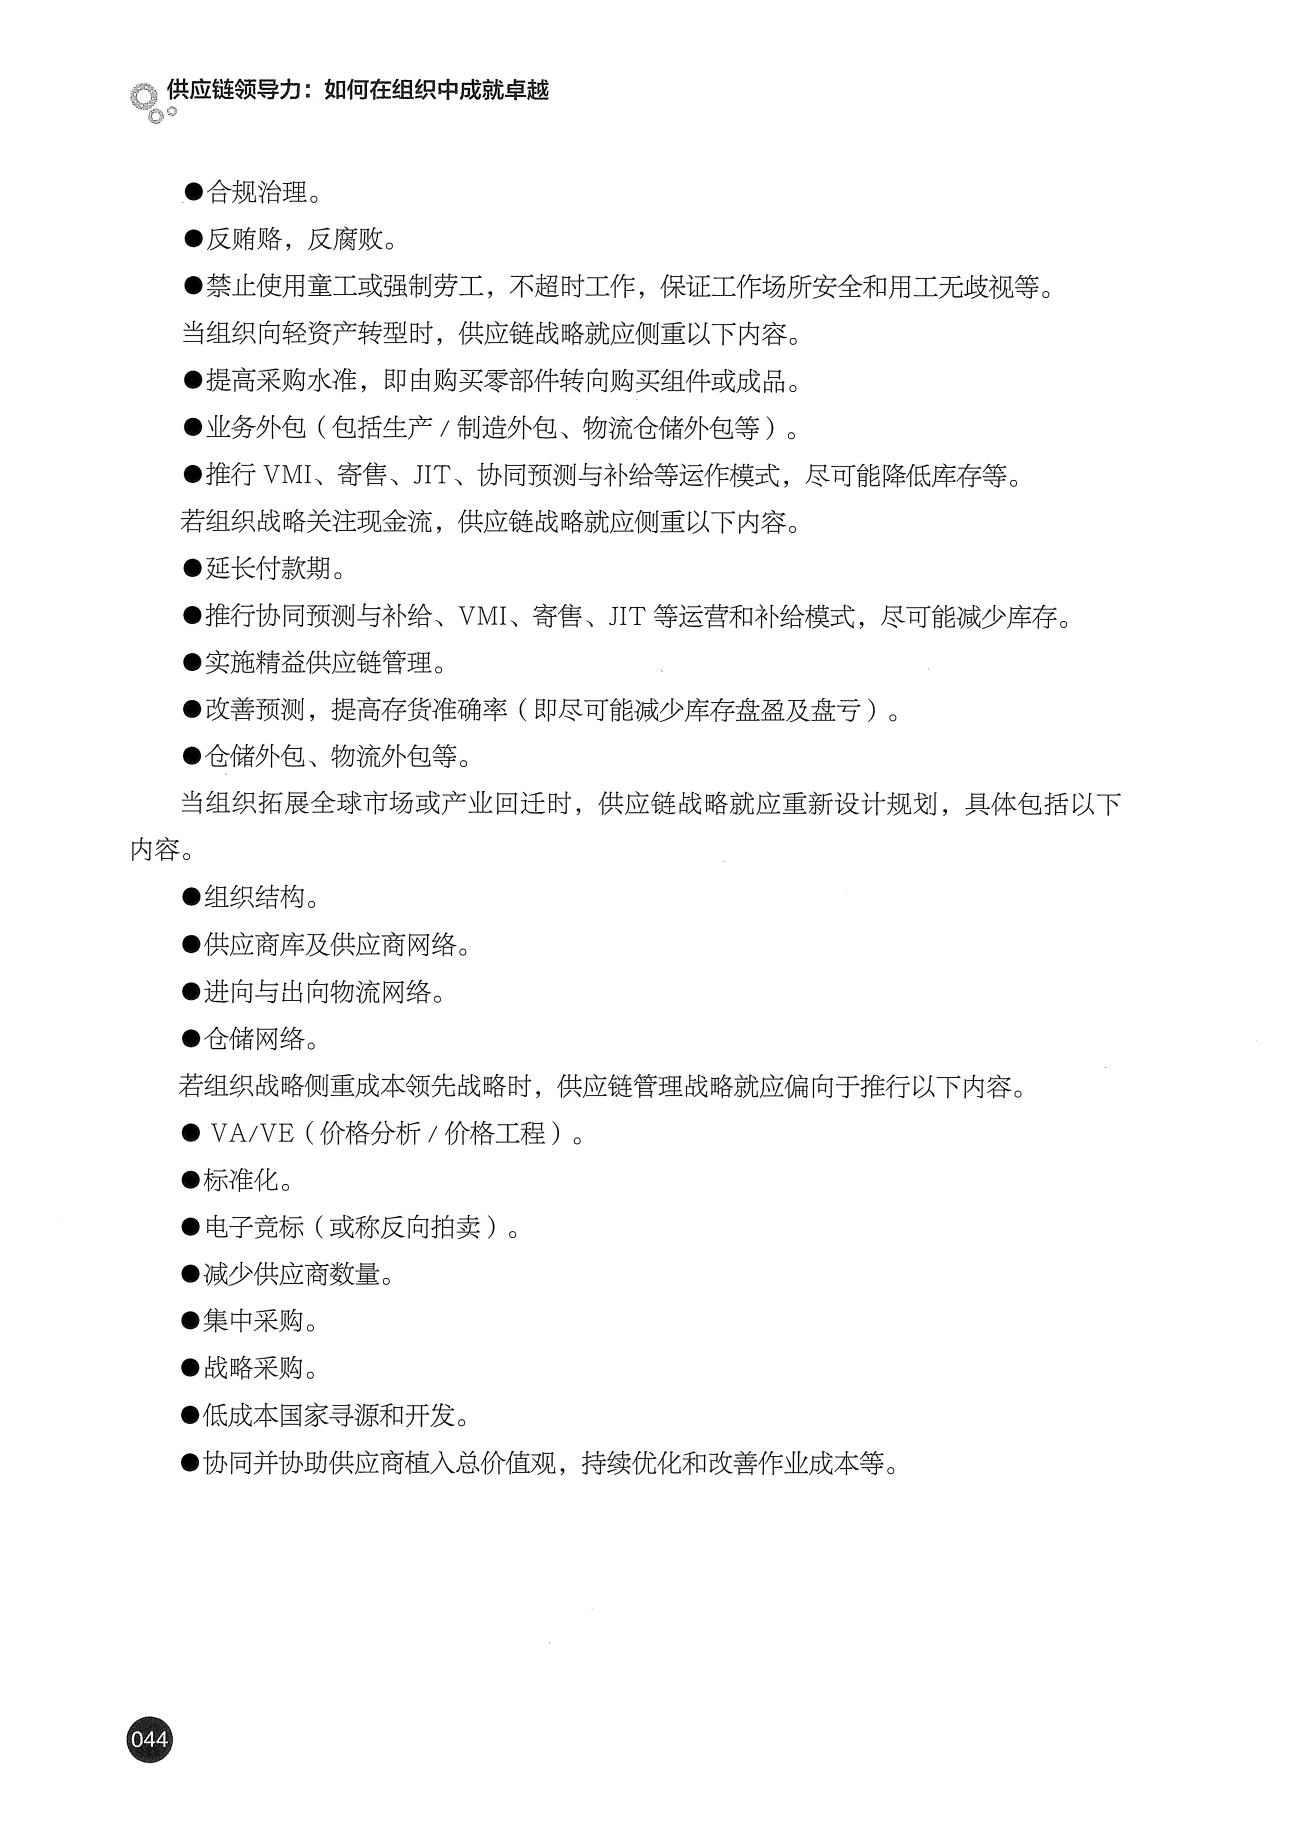 供应链领导力：如何在组织中成就卓越
●合规治理。
●反贿赂，反腐败。
●禁止使用童工或强制劳工，不超时工作，保证工作场所安全和用工无歧视等。
当组织向轻资产转型时，供应链战略就应侧重以下内容。
●提高采购水准，即由购买零部件转向购买组件或成品。
●业务外包（包括生产 / 制造外包、物流仓储外包等）。
●推行 VMI、寄售、JIT、协同预测与补给等运作模式，尽可能降低库存等。
若组织战略关注现金流，供应链战略就应侧重以下内容。
●延长付款期。
●推行协同预测与补给、VMI、寄售、JIT 等运营和补给模式，尽可能减少库存。
●实施精益供应链管理。
●改善预测，提高存货准确率（即尽可能减少库存盘盈及盘亏）。
●仓储外包、物流外包等。
当组织拓展全球市场或产业回迁时，供应链战略就应重新设计规划，具体包括以下
内容。
●组织结构。
●供应商库及供应商网络。
●进向与出向物流网络。
●仓储网络。
若组织战略侧重成本领先战略时，供应链管理战略就应偏向于推行以下内容。
● VA/VE（价格分析 / 价格工程）。
●标准化。
●电子竞标（或称反向拍卖）。
●减少供应商数量。
●集中采购。
●战略采购。
●低成本国家寻源和开发。
●协同并协助供应商植入总价值观，持续优化和改善作业成本等。
044